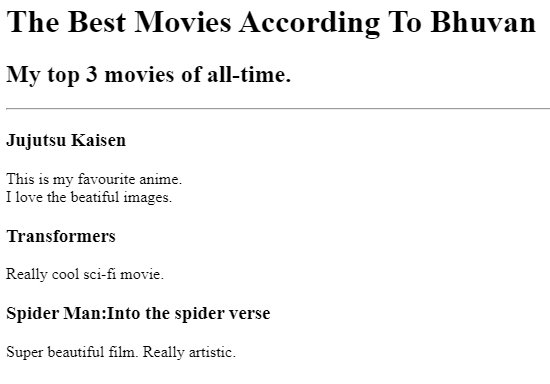 The Best Movies According To Bhuvan
My top 3 movies of all-time.
Jujutsu Kaisen
This is my favourite anime.
I love the beatiful images.
Transformers
Really cool sci-fi movie.
Spider Man:Into the spider verse
Super beautiful film. Really artistic.